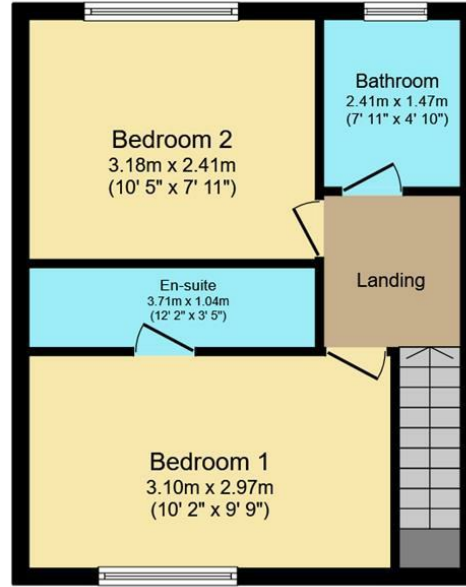 Bedroom 2
3.18m x 2.41m
(10' 5" x 7' 11")
Bathroom
2.41m x 1.47m
(7' 11" x 4' 10")
Landing
En-suite
3.71m x 1.04m
(12' 2" x 3' 5")
Bedroom 1
3.10m x 2.97m
(10' 2" x 9' 9")